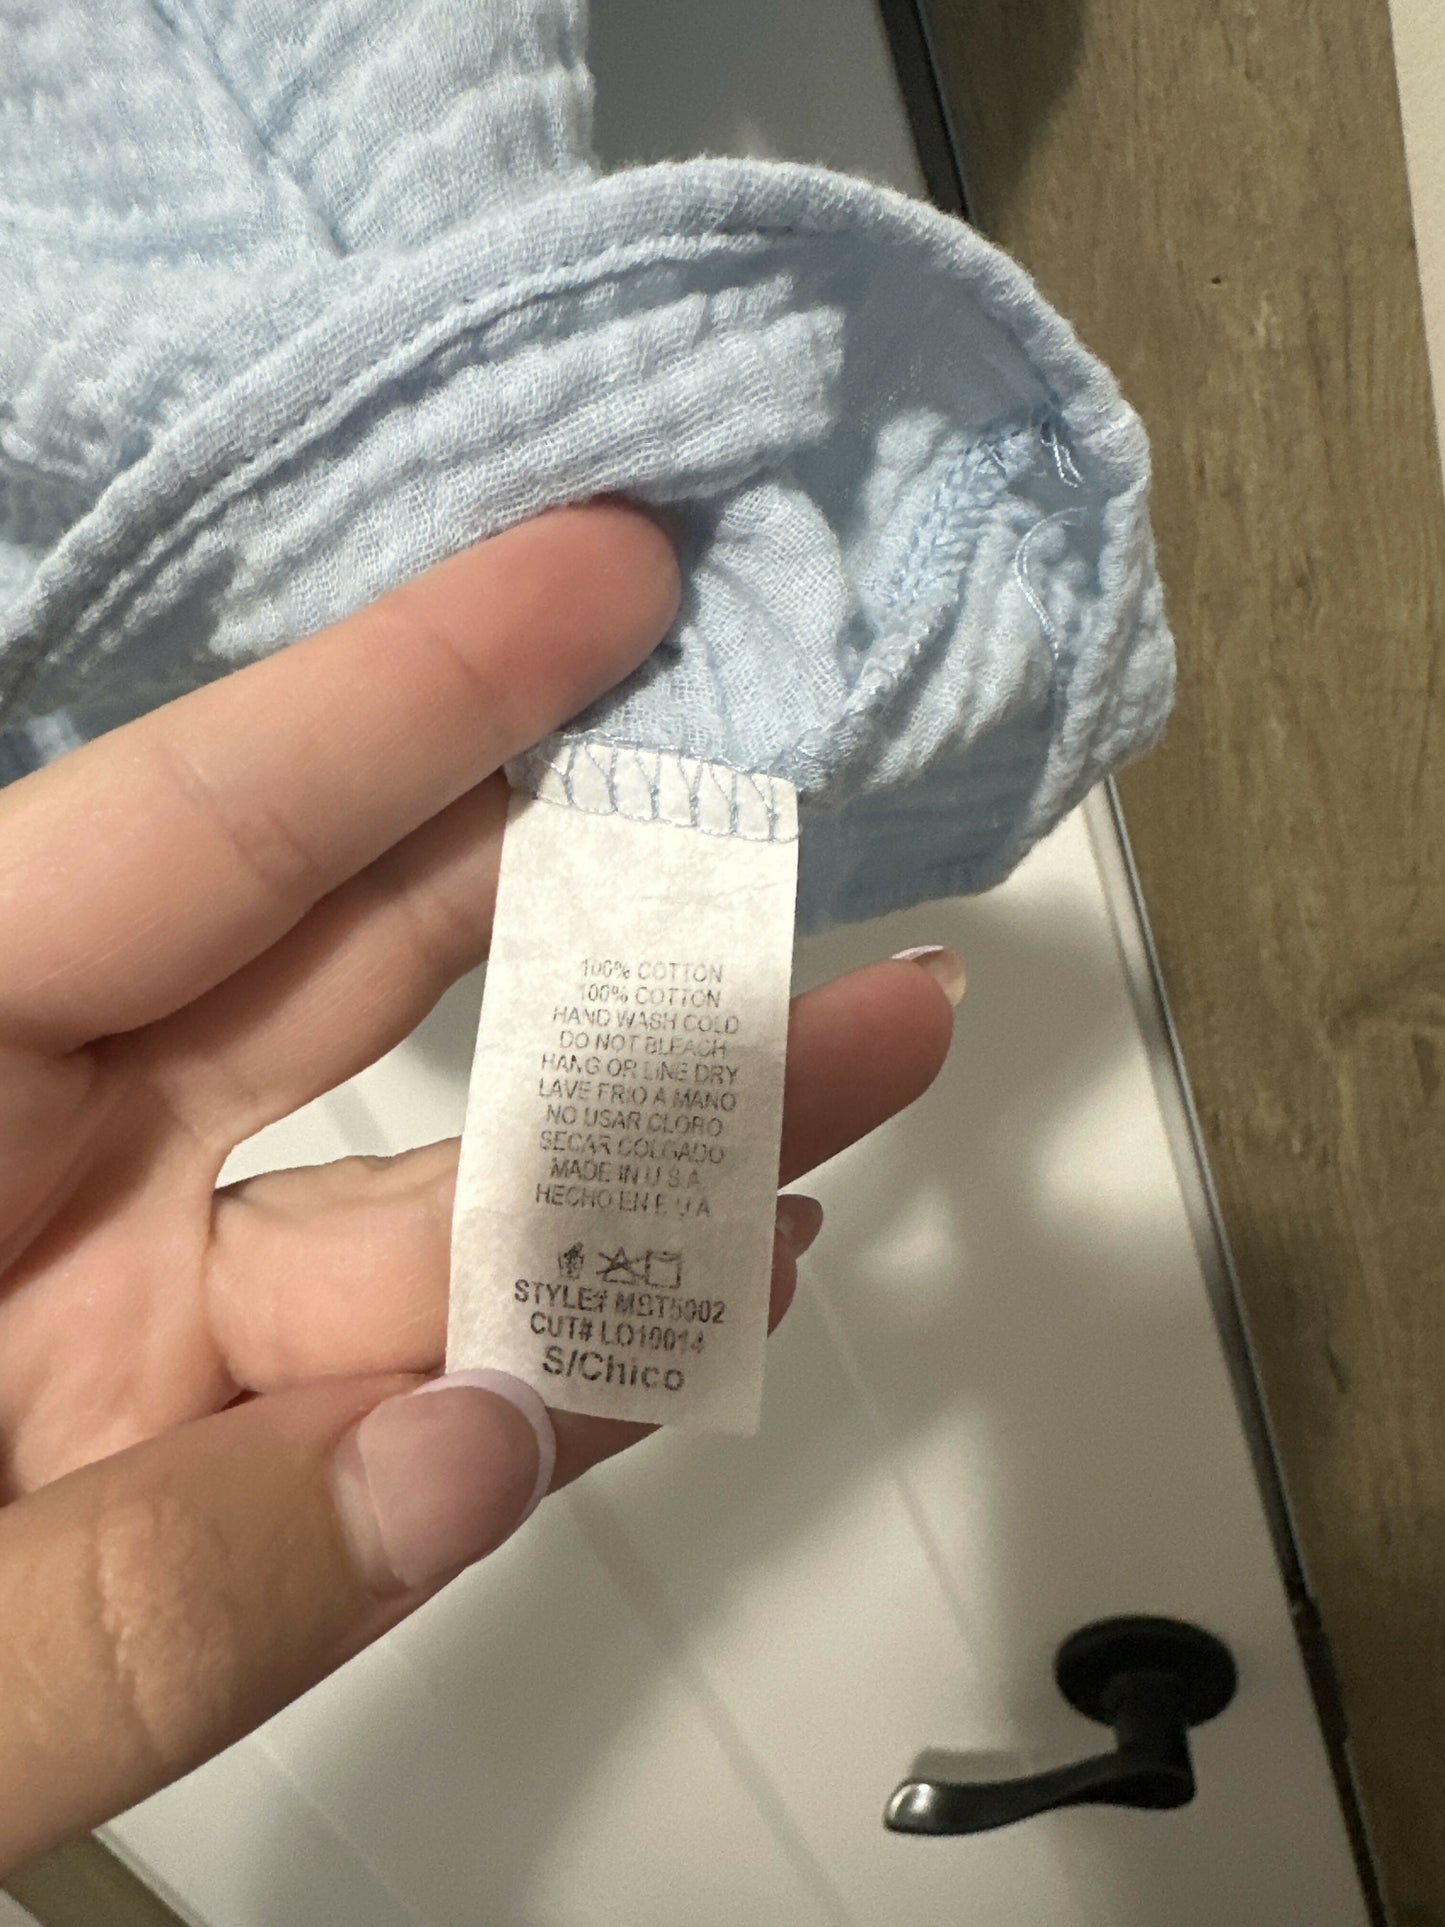 100% COTTON
100% COTTON
HAND WASH COLD
DO NOT BLEACH
HANG OR LINE DRY
LAVE FRIO A MANO
NO USAR CLORO
SECAR COLGADO
MADE IN U.S.A.
HECHO EN E.U.A
STYLE# MST5002
CUT# LO10014
S/Chico